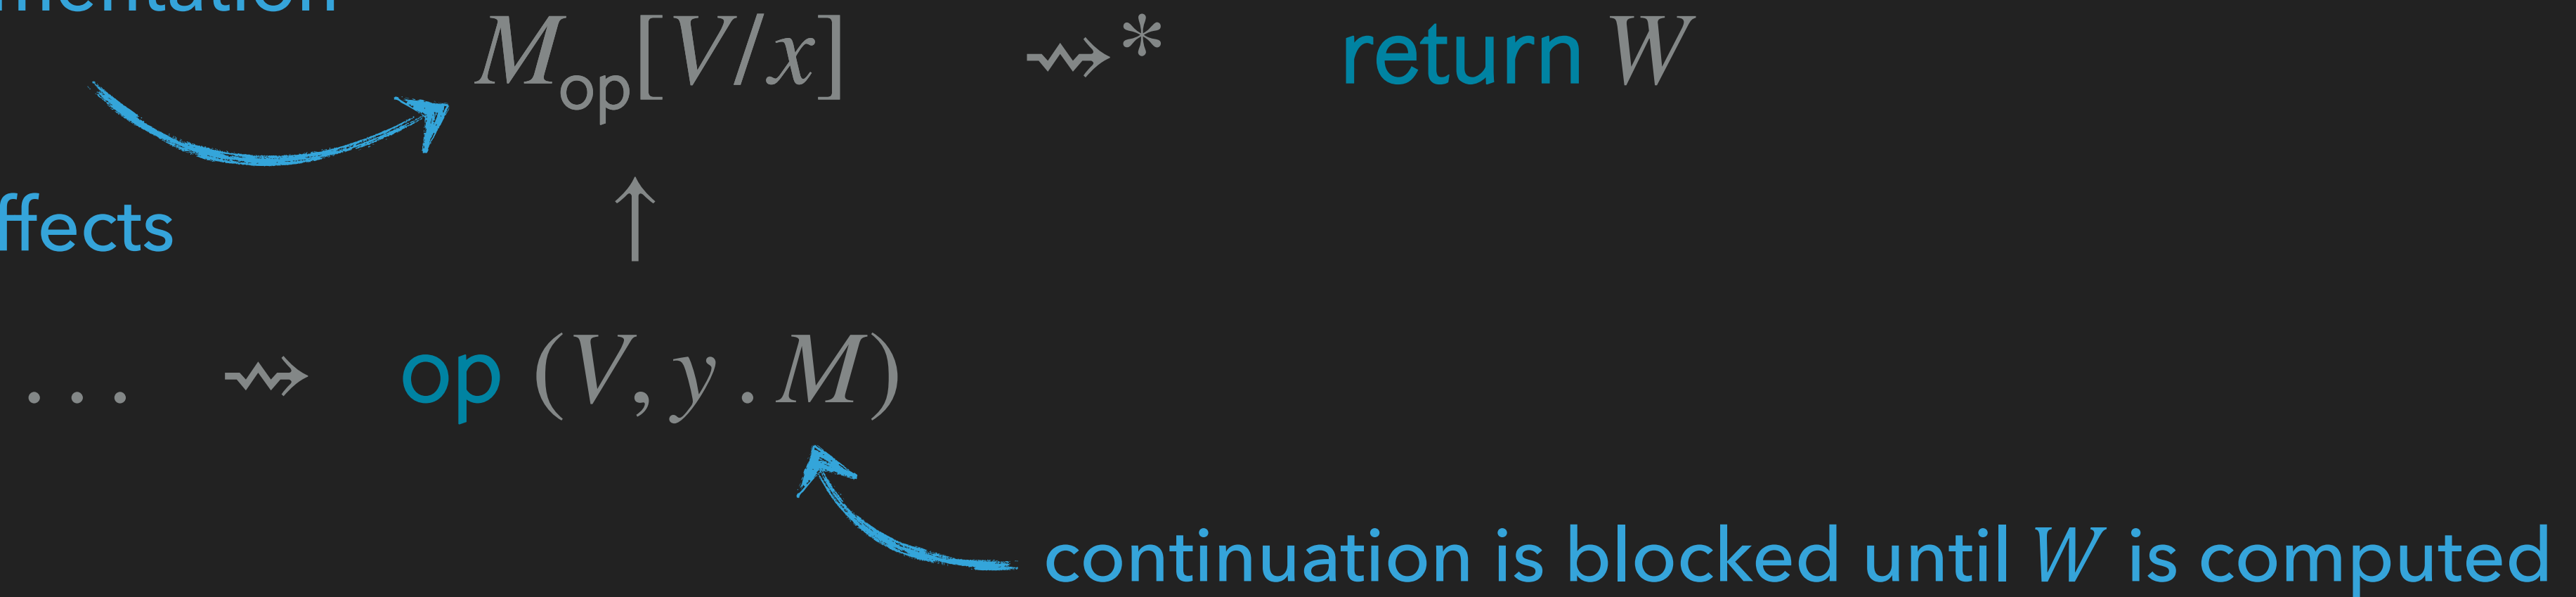 M_op[V/x] ⇝* return W
↑
... ⇝ op (V, y . M)
continuation is blocked until W is computed